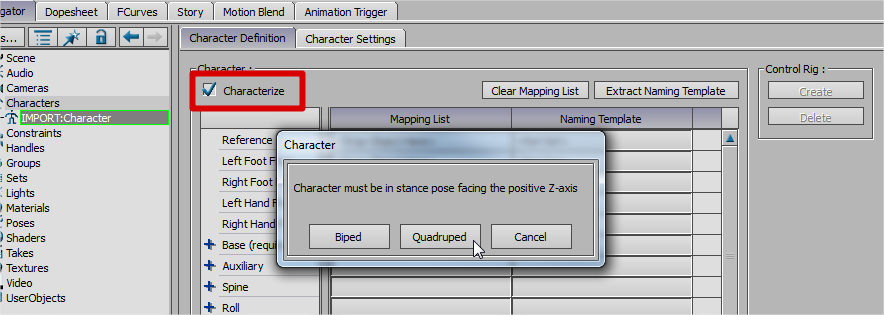 gator Dopesheet FCurves Story Motion Blend Animation Trigger
s...
Scene
Audio
Cameras
Characters
IMPORT:Character
Constraints
Handles
Groups
Sets
Lights
Materials
Poses
Shaders
Takes
Textures
Video
UserObjects
Character Definition Character Settings
Character :
Characterize
Clear Mapping List Extract Naming Template
Mapping List Naming Template
Reference
Left Foot F
Right Foot
Left Hand F
Right Hand
Base (requi
Auxiliary
Spine
Roll
Character
Character must be in stance pose facing the positive Z-axis
Biped Quadruped Cancel
Control Rig :
Create
Delete